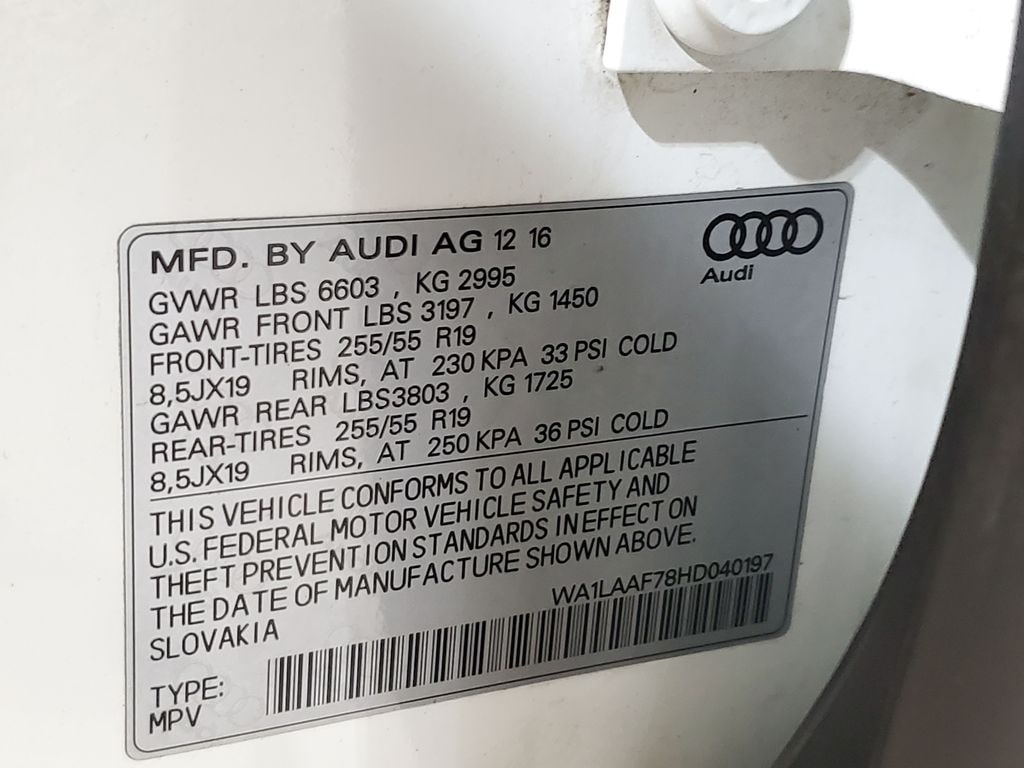 MFD. BY AUDI AG 12 16
Audi
GVWR LBS 6603 , KG 2995
GAWR FRONT LBS 3197 , KG 1450
FRONT-TIRES 255/55 R19
8,5JX19 RIMS, AT 230 KPA 33 PSI COLD
GAWR REAR LBS3803 , KG 1725
REAR-TIRES 255/55 R19
8,5JX19 RIMS, AT 250 KPA 36 PSI COLD
THIS VEHICLE CONFORMS TO ALL APPLICABLE
U.S. FEDERAL MOTOR VEHICLE SAFETY AND
THEFT PREVENTION STANDARDS IN EFFECT ON
THE DATE OF MANUFACTURE SHOWN ABOVE.
SLOVAKIA
WA1LAAF78HD040197
TYPE:
MPV